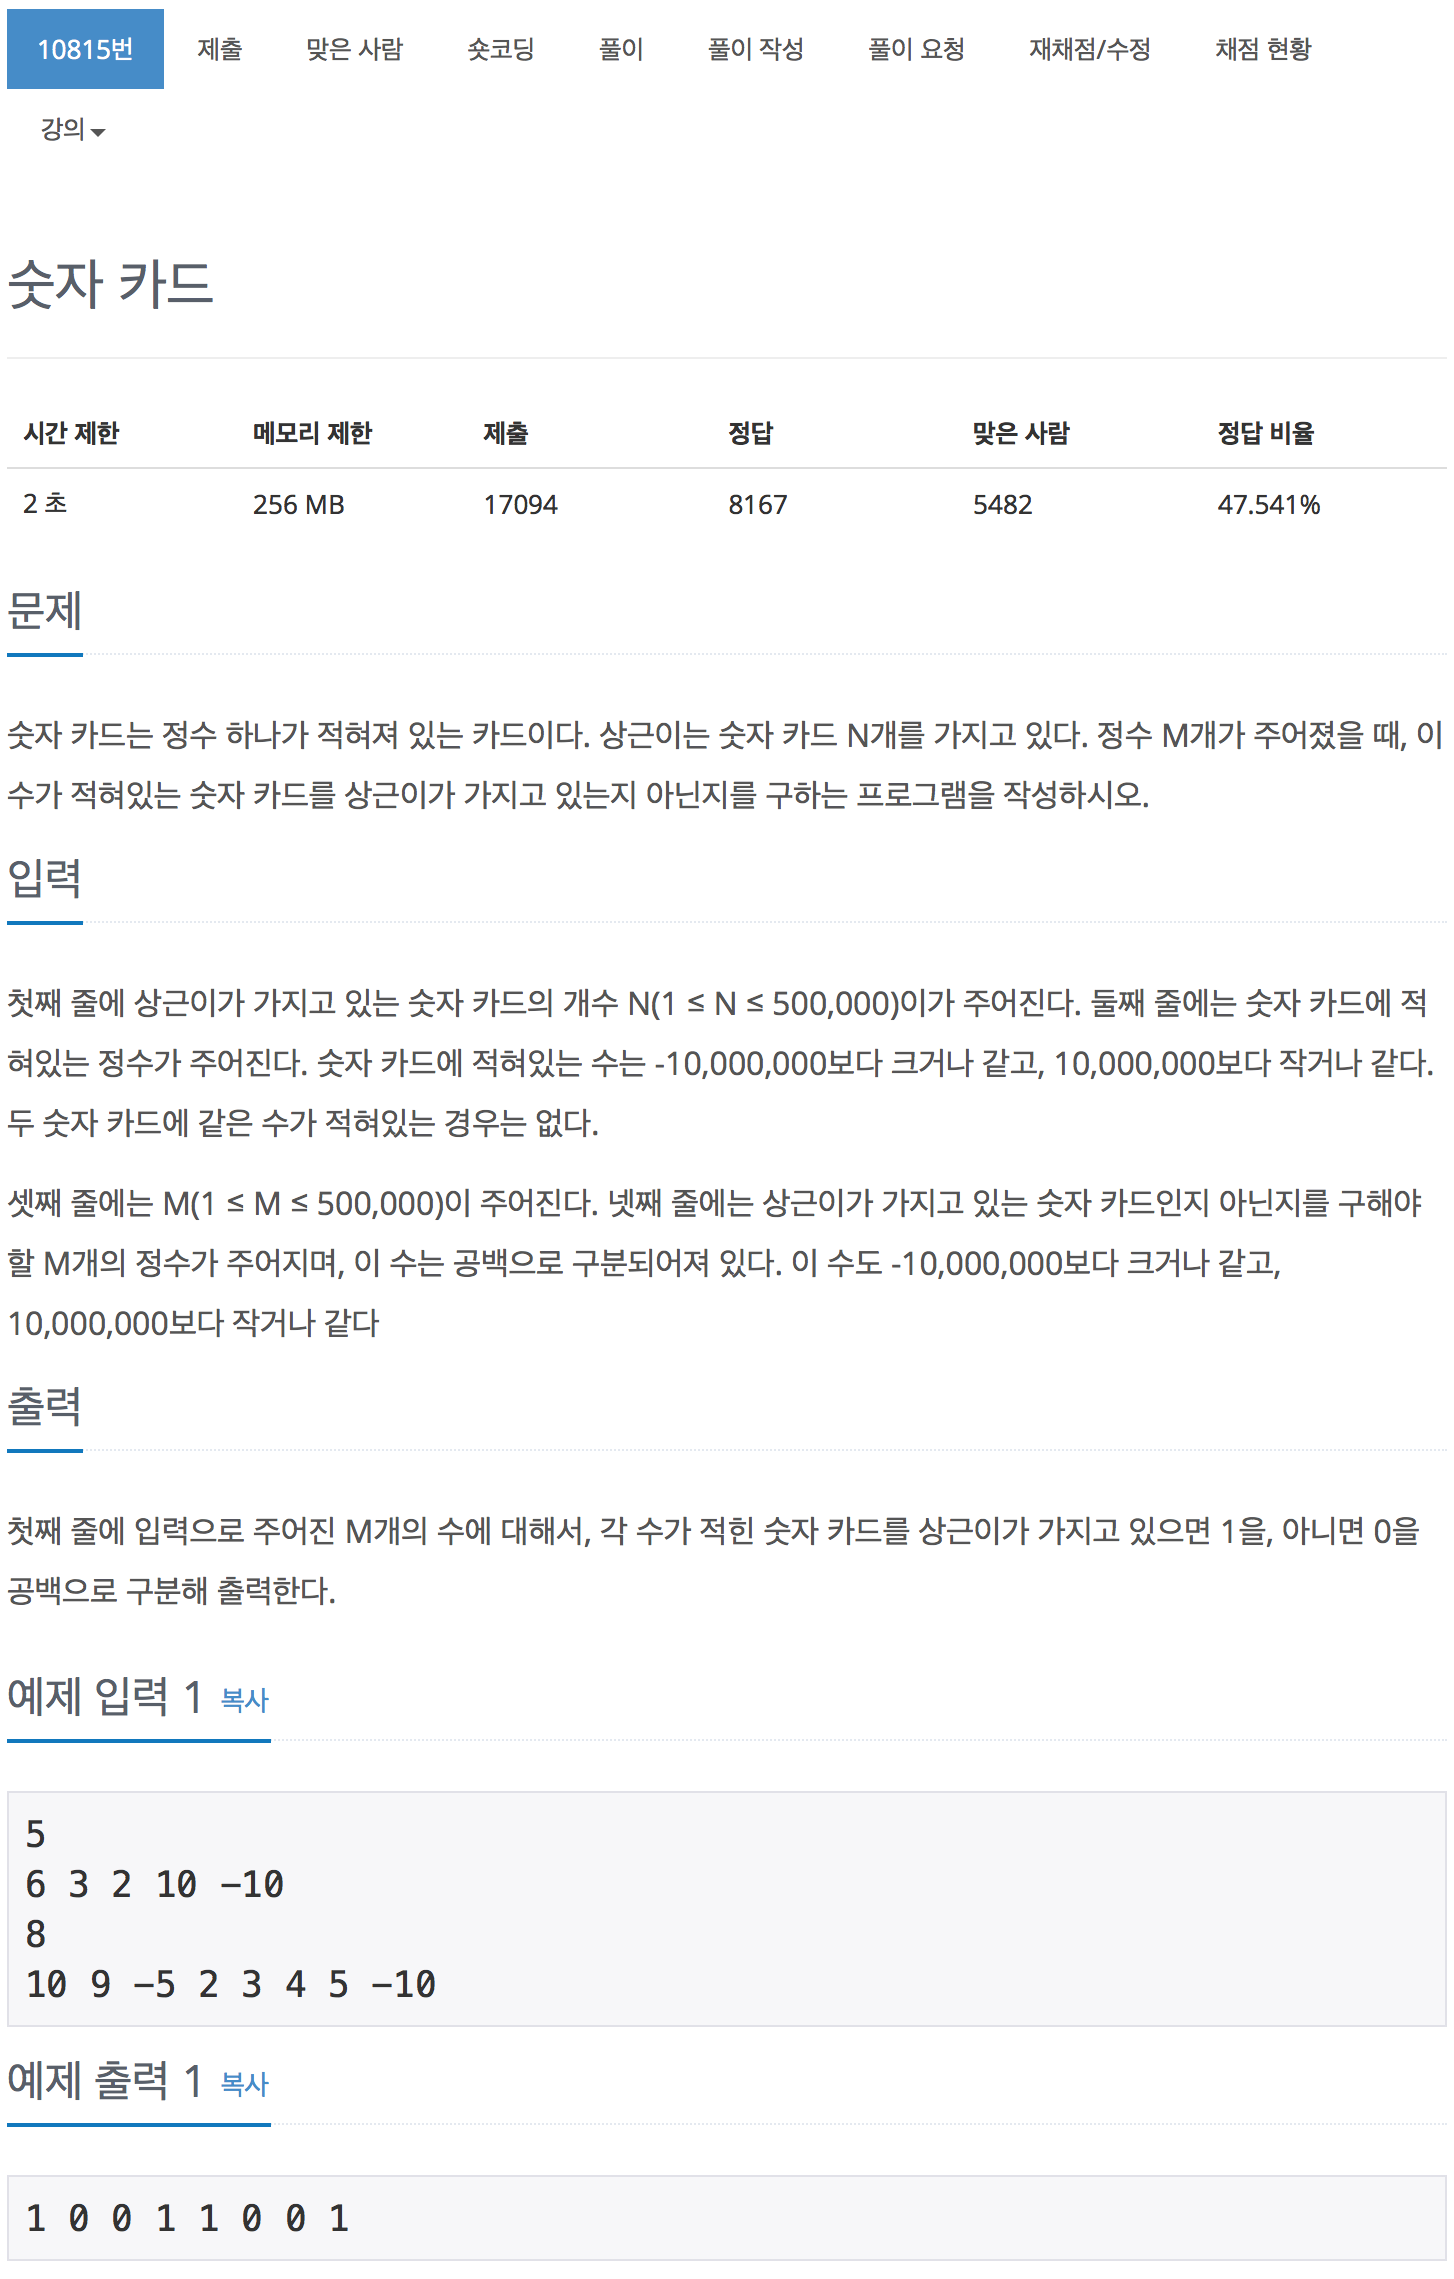 10815번 제출 맞은 사람 숏코딩 풀이 풀이 작성 풀이 요청 재채점/수정 채점 현황
강의
숫자 카드
시간 제한 메모리 제한 제출 정답 맞은 사람 정답 비율
2 초 256 MB 17094 8167 5482 47.541%
문제
숫자 카드는 정수 하나가 적혀져 있는 카드이다. 상근이는 숫자 카드 N개를 가지고 있다. 정수 M개가 주어졌을 때, 이
수가 적혀있는 숫자 카드를 상근이가 가지고 있는지 아닌지를 구하는 프로그램을 작성하시오.
입력
첫째 줄에 상근이가 가지고 있는 숫자 카드의 개수 N(1 ≤ N ≤ 500,000)이가 주어진다. 둘째 줄에는 숫자 카드에 적
혀있는 정수가 주어진다. 숫자 카드에 적혀있는 수는 -10,000,000보다 크거나 같고, 10,000,000보다 작거나 같다.
두 숫자 카드에 같은 수가 적혀있는 경우는 없다.
셋째 줄에는 M(1 ≤ M ≤ 500,000)이 주어진다. 넷째 줄에는 상근이가 가지고 있는 숫자 카드인지 아닌지를 구해야
할 M개의 정수가 주어지며, 이 수는 공백으로 구분되어져 있다. 이 수도 -10,000,000보다 크거나 같고,
10,000,000보다 작거나 같다
출력
첫째 줄에 입력으로 주어진 M개의 수에 대해서, 각 수가 적힌 숫자 카드를 상근이가 가지고 있으면 1을, 아니면 0을
공백으로 구분해 출력한다.
예제 입력 1 복사
5
6 3 2 10 -10
8
10 9 -5 2 3 4 5 -10
예제 출력 1 복사
1 0 0 1 1 0 0 1